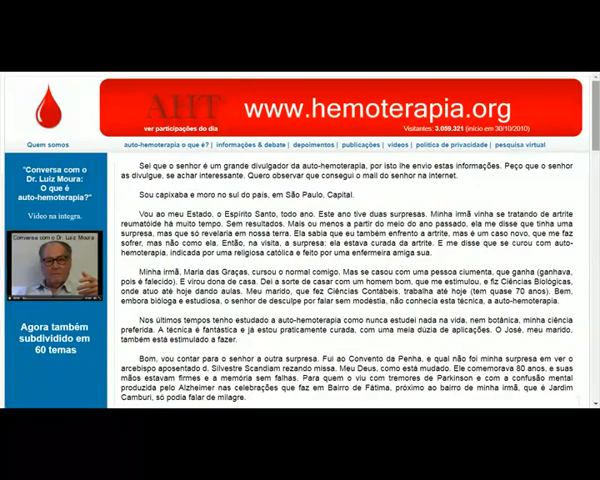 AHT www.hemoterapia.org
ver participações do dia
Visitantes: 3.059.321 (início em 30/10/2010)
Quem somos
auto-hemoterapia o que é? | informações & debate | depoimentos | publicações | vídeos | política de privacidade | pesquisa virtual
"Conversa com o
Dr. Luiz Moura:
O que é
auto-hemoterapia?"
Vídeo na íntegra.
Conversa com o Dr. Luiz Moura
Agora também
subdividido em
60 temas
Sei que o senhor é um grande divulgador da auto-hemoterapia, por isto lhe envio estas informações. Peço que o senhor
as divulgue, se achar interessante. Quero observar que consegui o mail do senhor na internet.
Sou capixaba e moro no sul do país, em São Paulo, Capital.
Vou ao meu Estado, o Espírito Santo, todo ano. Este ano tive duas surpresas. Minha irmã vinha se tratando de artrite
reumatóide há muito tempo. Sem resultados. Mais ou menos a partir do meio do ano passado, ela me disse que tinha uma
surpresa, mas que só revelaria em nossa terra. Ela sabia que eu também enfrento a artrite, mas é um caso novo, que me faz
sofrer, mas não como ela. Então, na visita, a surpresa: ela estava curada da artrite. E me disse que se curou com auto-
hemoterapia, indicada por uma religiosa católica e feito por uma enfermeira amiga sua.
Minha irmã, Maria das Graças, cursou o normal comigo. Mas se casou com uma pessoa ciumenta, que ganha (ganhava,
pois é falecido). E virou dona de casa. Dei a sorte de casar com um homem bom, que me estimulou, e fiz Ciências Biológicas,
onde atuo até hoje dando aulas. Meu marido, que fez Ciências Contábeis, trabalha até hoje (tem quase 70 anos). Bem,
embora bióloga e estudiosa, o senhor de desculpe por falar sem modéstia, não conhecia esta técnica, a auto-hemoterapia.
Nos últimos tempos tenho estudado a auto-hemoterapia como nunca estudei nada na vida, nem botânica, minha ciência
preferida. A técnica é fantástica e já estou praticamente curada, com uma meia dúzia de aplicações. O José, meu marido,
também está estimulado a fazer.
Bom, vou contar para o senhor a outra surpresa. Fui ao Convento da Penha, e qual não foi minha surpresa em ver o
arcebispo aposentado d. Silvestre Scandiam rezando missa. Meu Deus, como está mudado. Ele comemorava 80 anos, e suas
mãos estavam firmes e a memória sem falhas. Para quem o viu com tremores de Parkinson e com a confusão mental
produzida pelo Alzheimer nas celebrações que faz em Bairro de Fátima, próximo ao bairro de minha irmã, que é Jardim
Camburi, só podia falar de milagre.